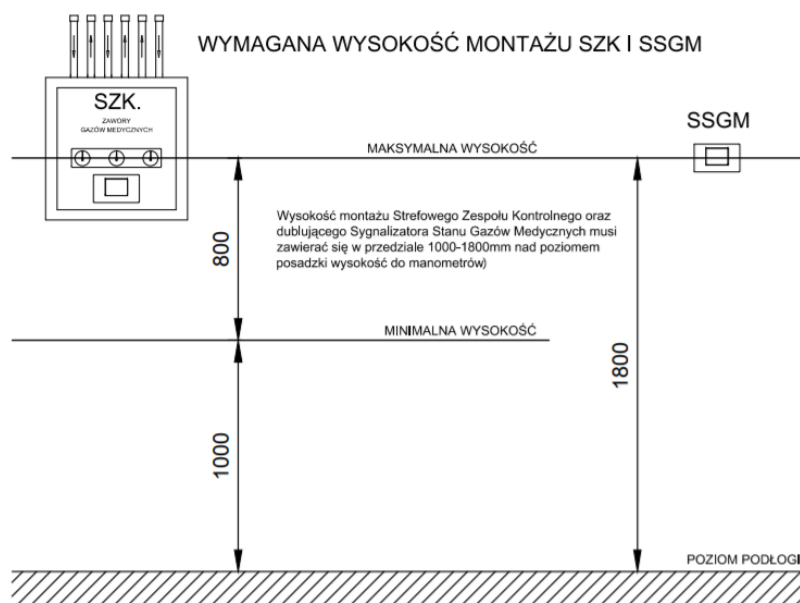 WYMAGANA WYSOKOŚĆ MONTAŻU SZK I SSGM
SZK.
ZAWORY
GAZÓW MEDYCZNYCH
SSGM
MAKSYMALNA WYSOKOŚĆ
Wysokość montażu Strefowego Zespołu Kontrolnego oraz
dublującego Sygnalizatora Stanu Gazów Medycznych musi
zawierać się w przedziale 1000-1800mm nad poziomem
posadzki wysokość do manometrów)
800
MINIMALNA WYSOKOŚĆ
1800
1000
POZIOM PODŁOGI